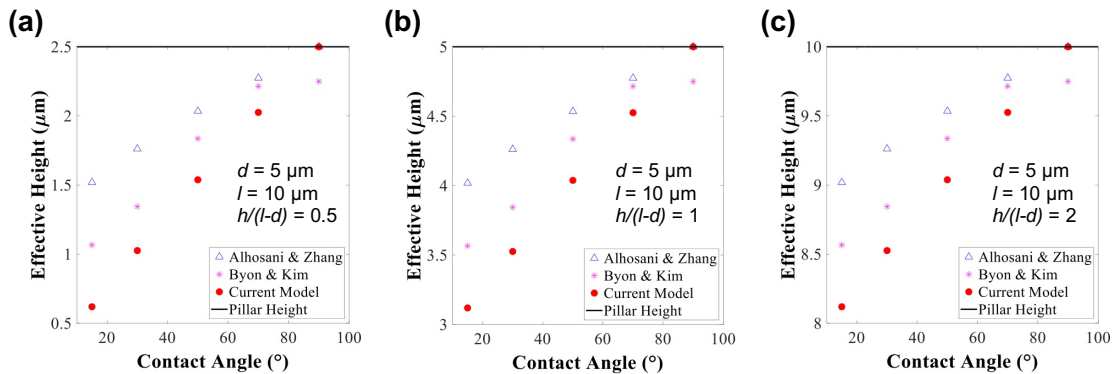 (a)
2.5
2
1.5
1
0.5
Effective Height (μm)
d = 5 μm
l = 10 μm
h/(l-d) = 0.5
Alhosani & Zhang
Byon & Kim
Current Model
Pillar Height
20 40 60 80 100
Contact Angle (°)
(b)
5
4.5
4
3.5
3
Effective Height (μm)
d = 5 μm
l = 10 μm
h/(l-d) = 1
Alhosani & Zhang
Byon & Kim
Current Model
Pillar Height
20 40 60 80 100
Contact Angle (°)
(c)
10
9.5
9
8.5
8
Effective Height (μm)
d = 5 μm
l = 10 μm
h/(l-d) = 2
Alhosani & Zhang
Byon & Kim
Current Model
Pillar Height
20 40 60 80 100
Contact Angle (°)